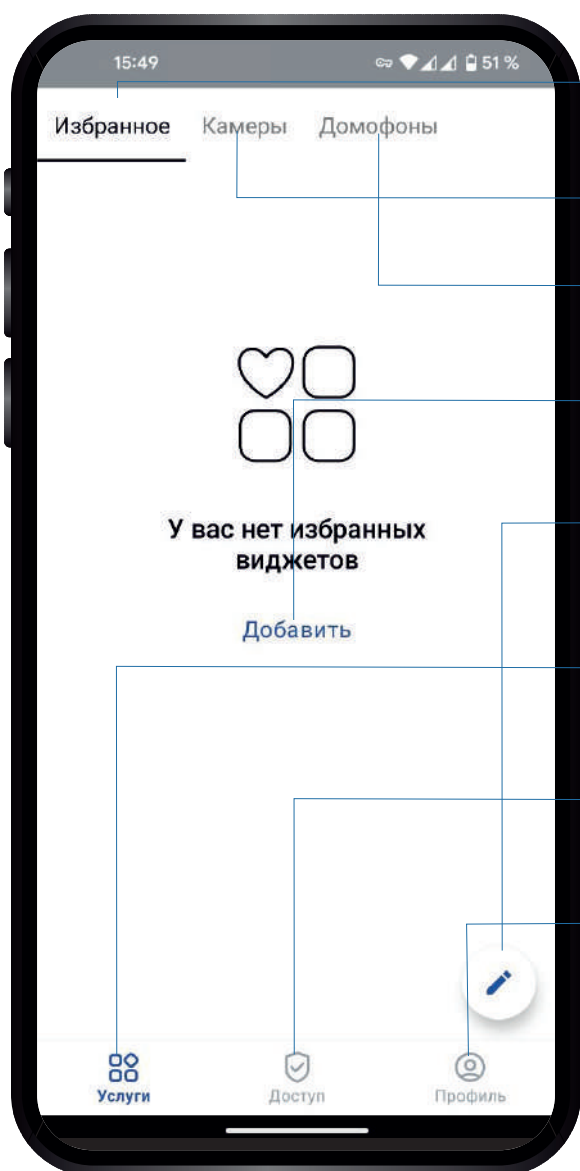 15:49 51 %
Избранное Камеры Домофоны
У вас нет избранных
виджетов
Добавить
Услуги Доступ Профиль